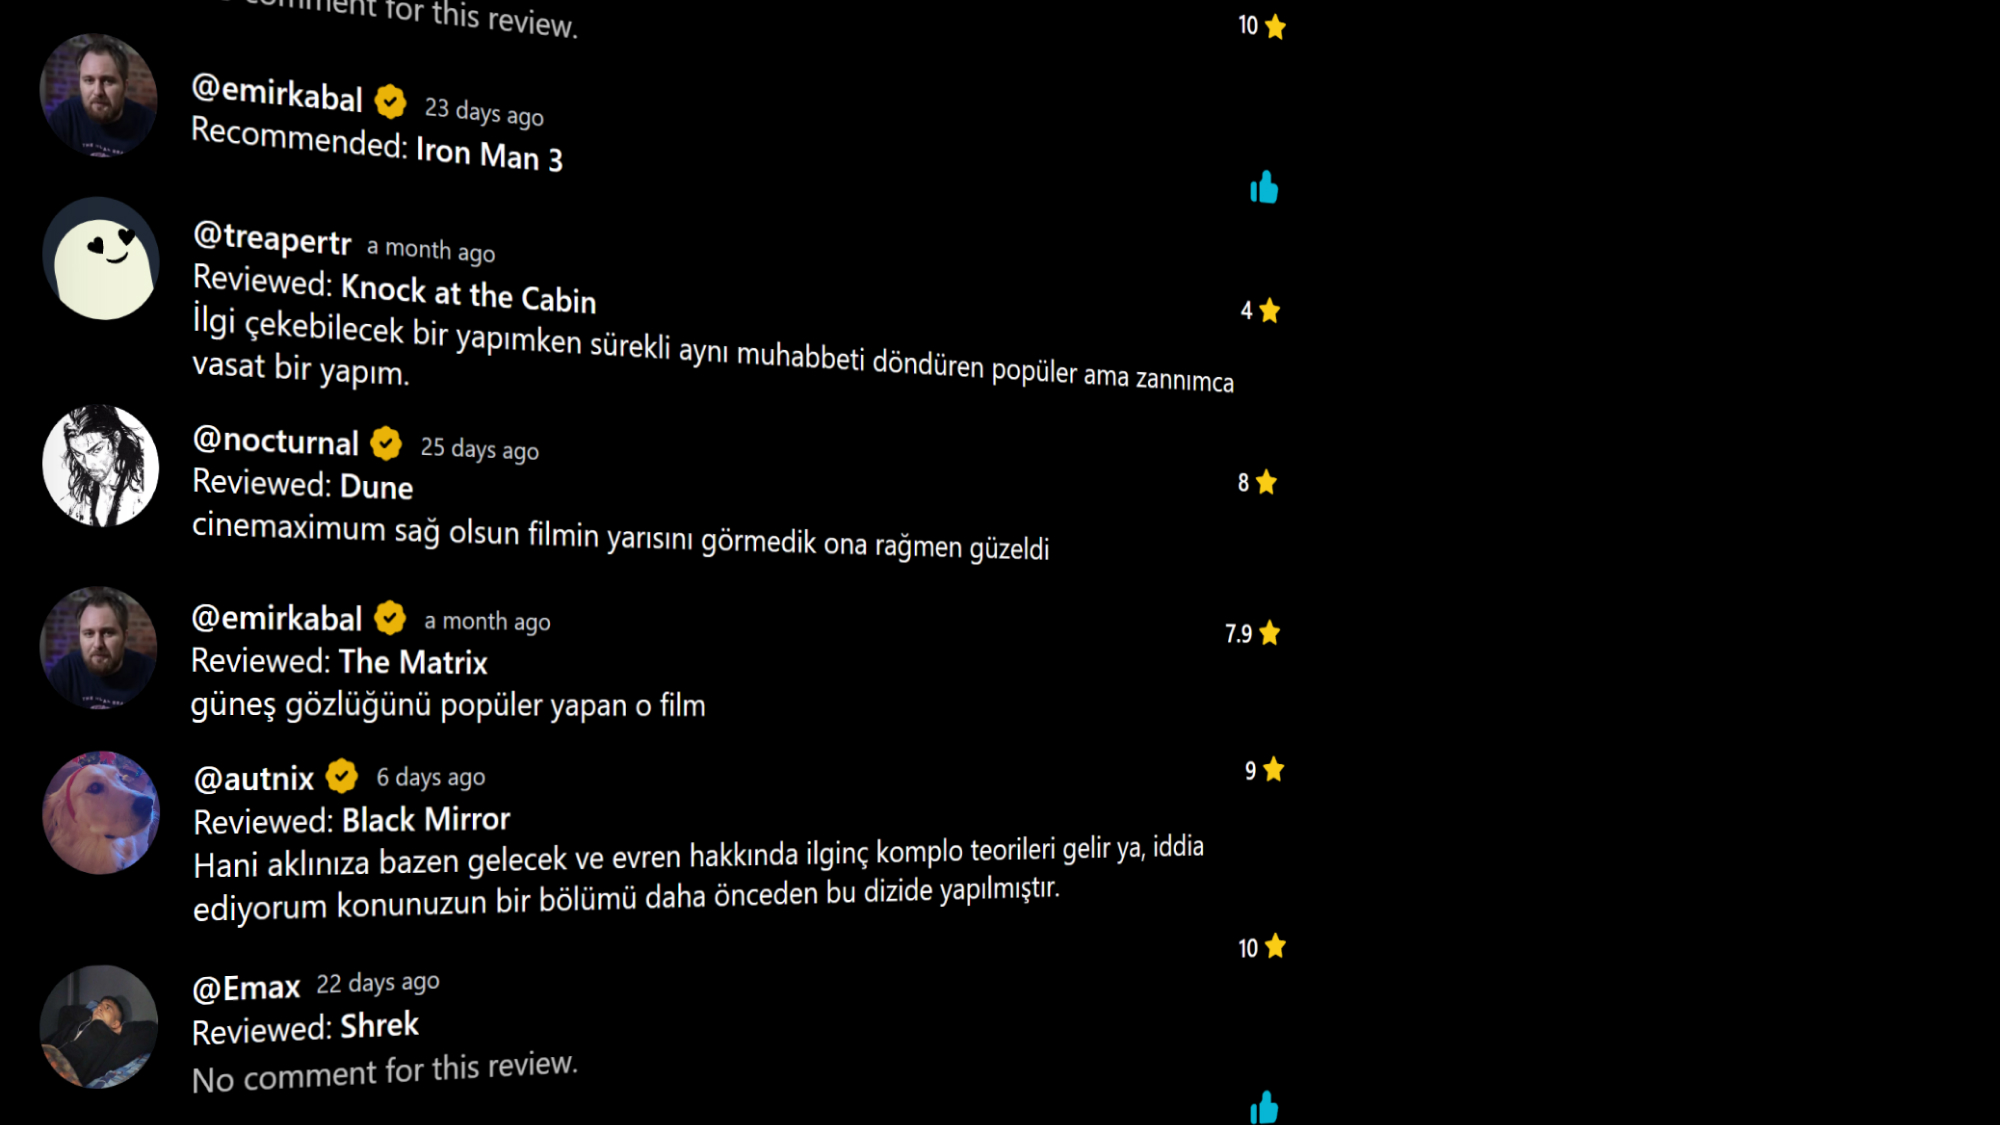 comment for this review.
10
@emirkabal 23 days ago
Recommended: Iron Man 3
@treapertr a month ago
Reviewed: Knock at the Cabin
4
İlgi çekebilecek bir yapımken sürekli aynı muhabbeti döndüren popüler ama zannımca
vasat bir yapım.
@nocturnal 25 days ago
Reviewed: Dune
8
cinemaximum sağ olsun filmin yarısını görmedik ona rağmen güzeldi
@emirkabal a month ago
7.9
Reviewed: The Matrix
güneş gözlüğünü popüler yapan o film
@autnix 6 days ago
9
Reviewed: Black Mirror
Hani aklınıza bazen gelecek ve evren hakkında ilginç komplo teorileri gelir ya, iddia
ediyorum konunuzun bir bölümü daha önceden bu dizide yapılmıştır.
10
@Emax 22 days ago
Reviewed: Shrek
No comment for this review.